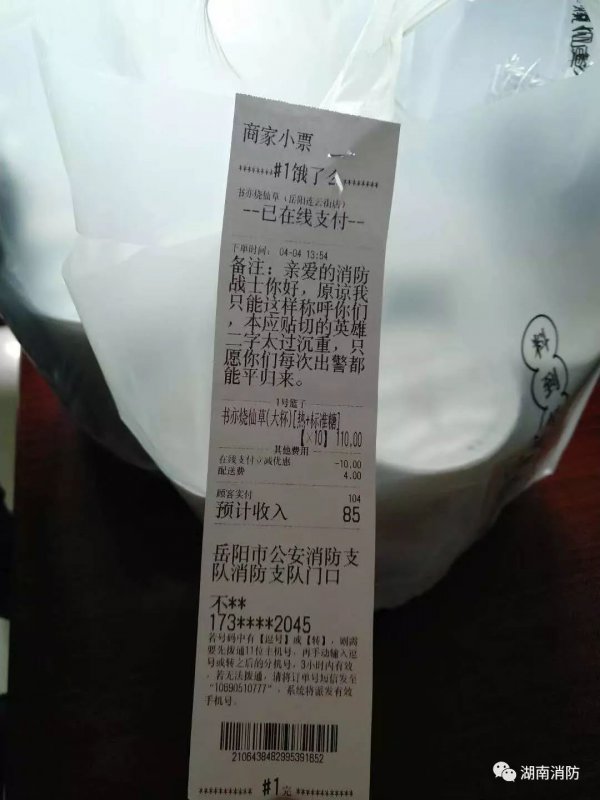 商家小票
********#1饿了么********
书亦烧仙草(岳阳连云街店)
--已在线支付--
下单时间: 04-04 13:54
备注：亲爱的消防
战士你好，原谅我
只能这样称呼你们
，本应贴切的英雄
二字太过沉重，只
愿你们每次出警都
能平归来。
1号篮子
书亦烧仙草(大杯)[热+标准糖]
【×10】 110.00
其他费用
在线支付立减优惠 -10.00
配送费 4.00
顾客实付 104
预计收入 85
岳阳市公安消防支
队消防支队门口
不**
173****2045
若号码中有【逗号】或【转】，则需
要先拨通11位主机号，再手动输入逗
号或转之后的分机号，3小时内有效
，若无法拨通，请将订单号短信发至
“10690510777”，系统将派发有效
手机号。
2106438482995391652
#1完
湖南消防